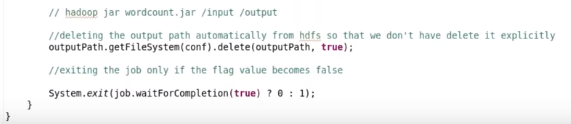 // hadoop jar wordcount.jar /input /output
//deleting the output path automatically from hdfs so that we don't have delete it explicitly
outputPath.getFileSystem(conf).delete(outputPath, true);
//exiting the job only if the flag value becomes false
System.exit(job.waitForCompletion(true) ? 0 : 1);
}
}